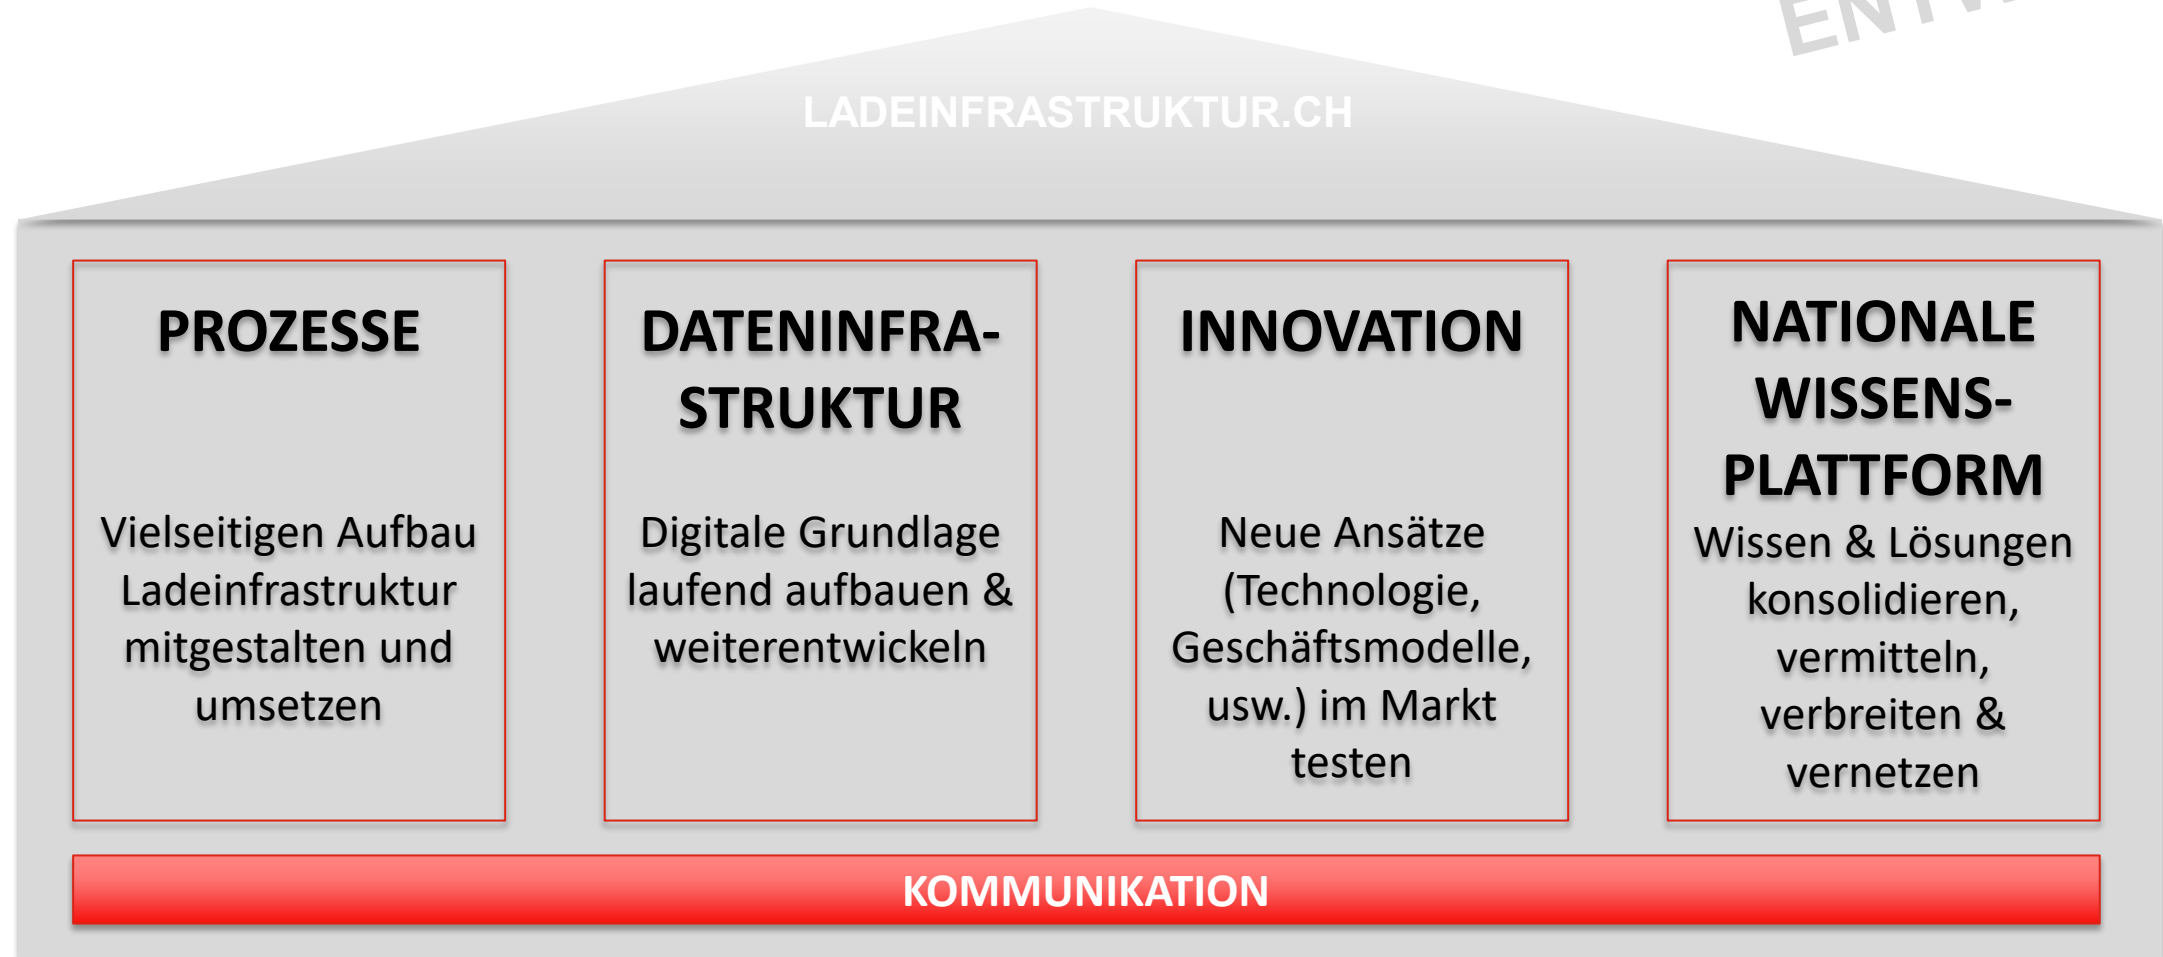 LADEINFRASTRUKTUR.CH
PROZESSE
Vielseitigen Aufbau
Ladeinfrastruktur
mitgestalten und
umsetzen
DATENINFRA-
STRUKTUR
Digitale Grundlage
laufend aufbauen &
weiterentwickeln
INNOVATION
Neue Ansätze
(Technologie,
Geschäftsmodelle,
usw.) im Markt
testen
NATIONALE
WISSENS-
PLATTFORM
Wissen & Lösungen
konsolidieren,
vermitteln,
verbreiten &
vernetzen
KOMMUNIKATION